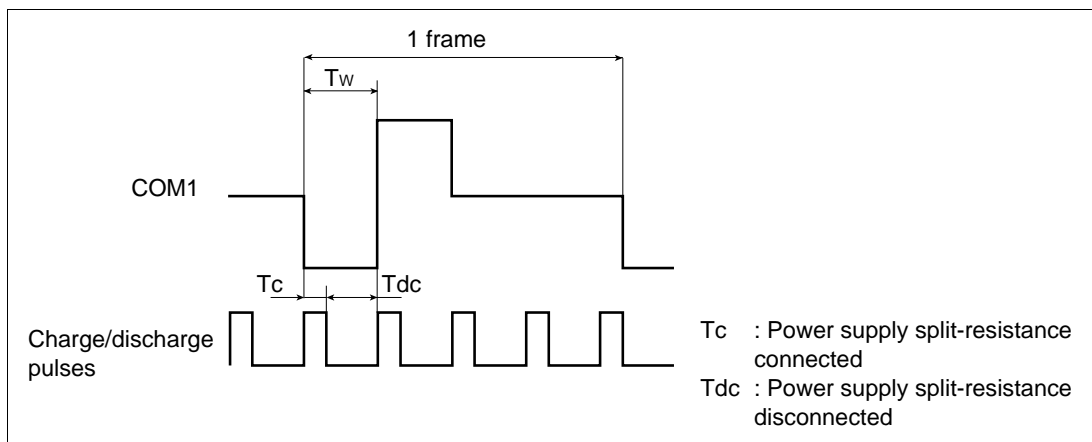 1 frame
Tw
COM1
Tc
Tdc
Charge/discharge
pulses
Tc : Power supply split-resistance
connected
Tdc : Power supply split-resistance
disconnected